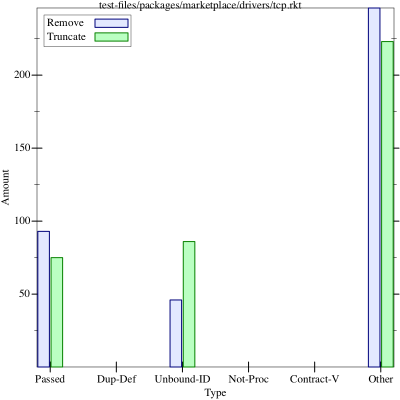 test-files/packages/marketplace/drivers/tcp.rkt
Remove
Truncate
200
150
100
50
Amount
Passed Dup-Def Unbound-ID Not-Proc Contract-V Other
Type